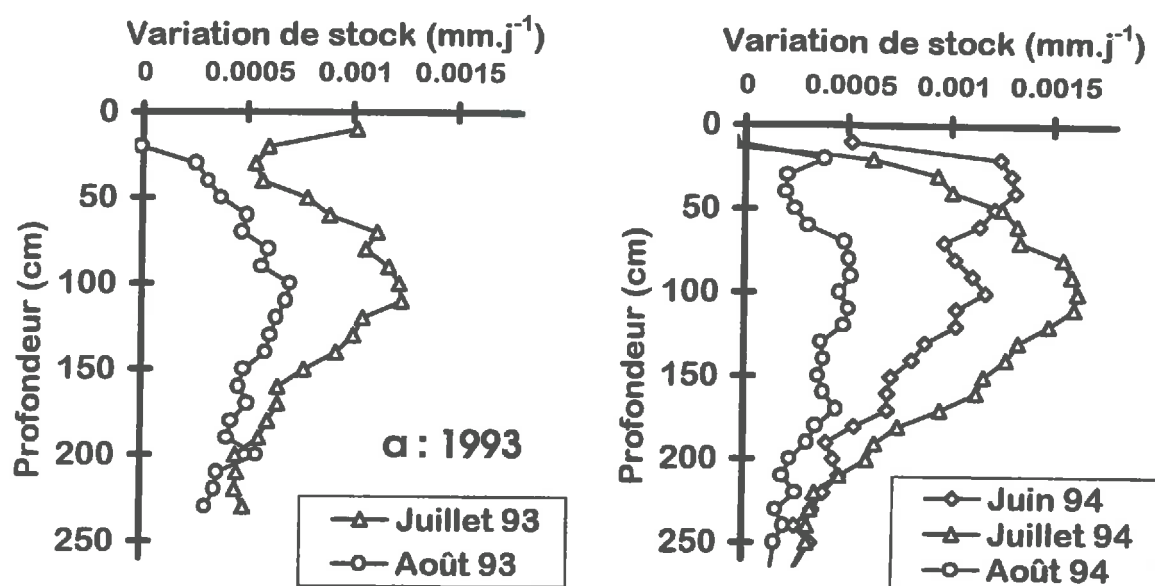 Variation de stock (mm.j-1)
0 0.0005 0.001 0.0015
Profondeur (cm)
0
50
100
150
200
250
a : 1993
Juillet 93
Août 93
Variation de stock (mm.j-1)
0 0.0005 0.001 0.0015
Profondeur (cm)
0
50
100
150
200
250
Juin 94
Juillet 94
Août 94